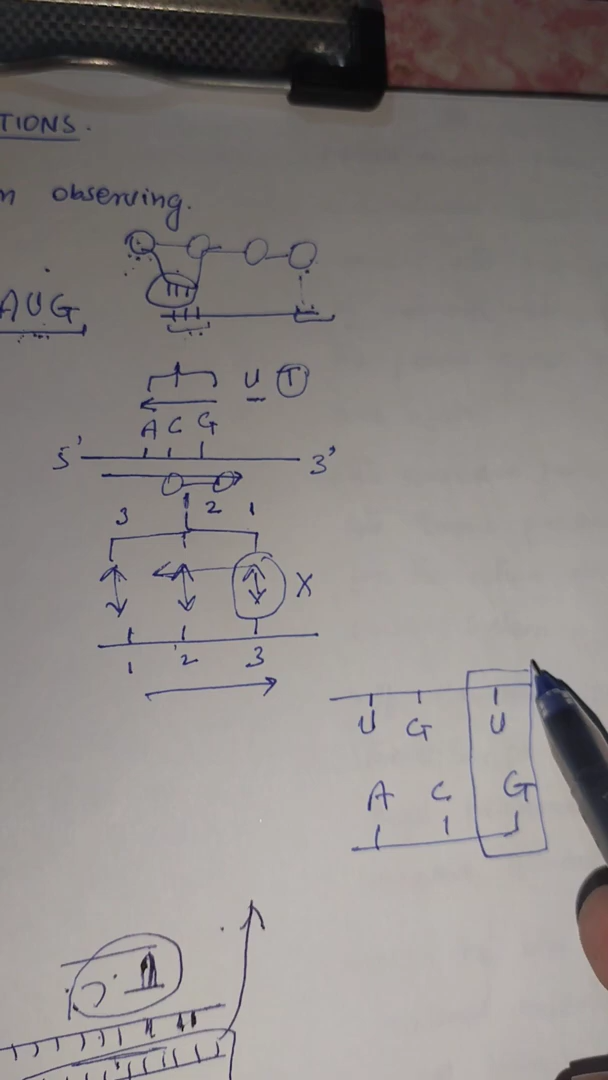 TIONS.
n observing.
AUG
U T
A C G
5' 3'
3 2 1
X
1 2 3
U G U
A C G